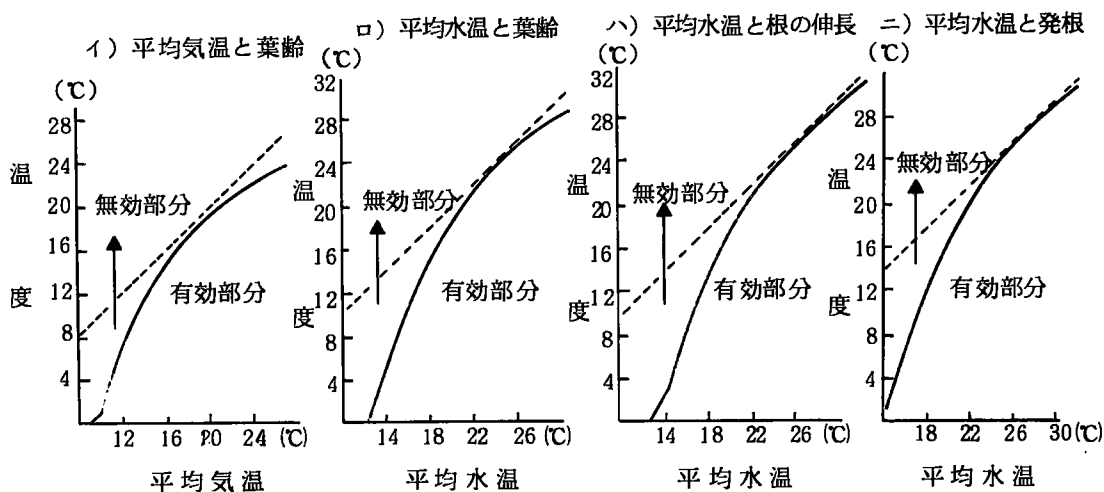 イ）平均気温と葉齢
（℃）
28
24
20
16
12
8
4
温
度
無効部分
有効部分
12 16 20 24 （℃）
平均気温
ロ）平均水温と葉齢
（℃）
32
28
24
20
16
12
8
4
温
度
無効部分
有効部分
14 18 22 26 （℃）
平均水温
ハ）平均水温と根の伸長
（℃）
32
28
24
20
16
12
8
4
温
度
無効部分
有効部分
14 18 22 26 （℃）
平均水温
ニ）平均水温と発根
（℃）
28
24
20
16
12
8
4
温
度
無効部分
有効部分
18 22 26 30（℃）
平均水温